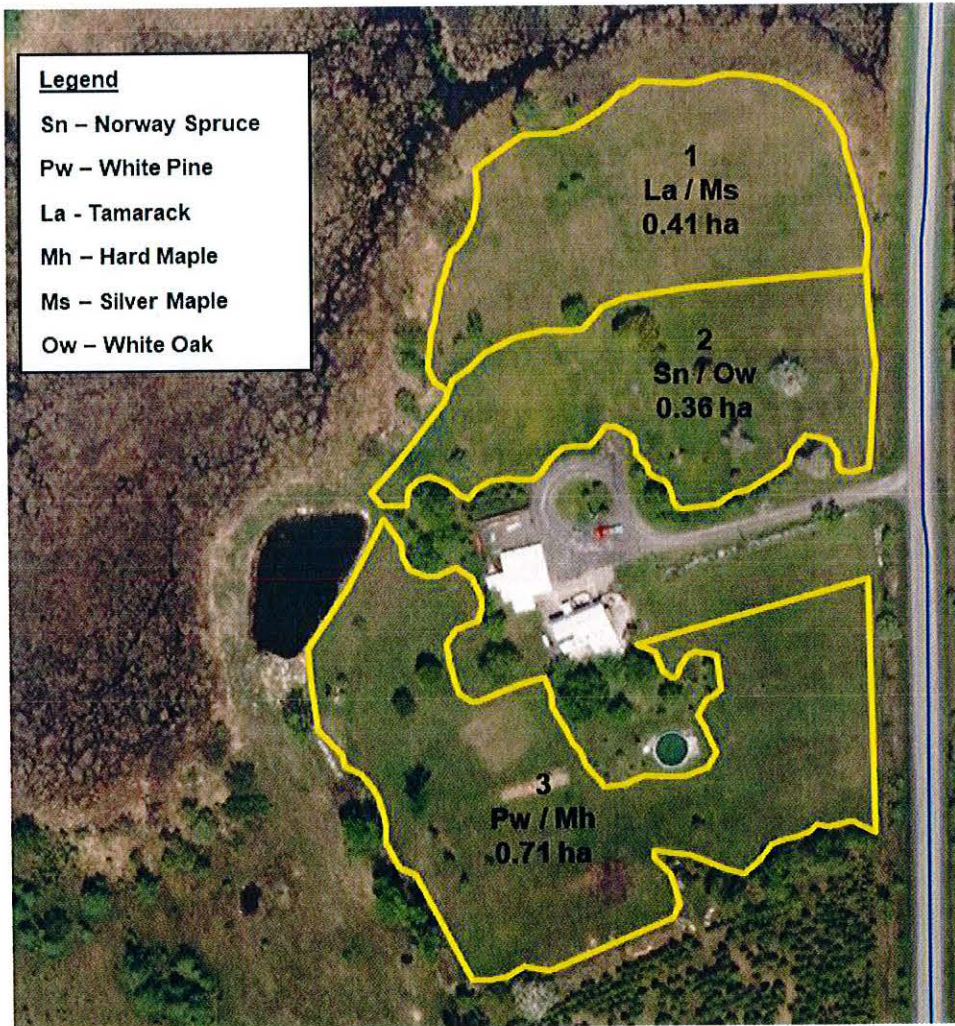 Legend
Sn – Norway Spruce
Pw – White Pine
La - Tamarack
Mh – Hard Maple
Ms – Silver Maple
Ow – White Oak
1
La / Ms
0.41 ha
2
Sn / Ow
0.36 ha
3
Pw / Mh
0.71 ha